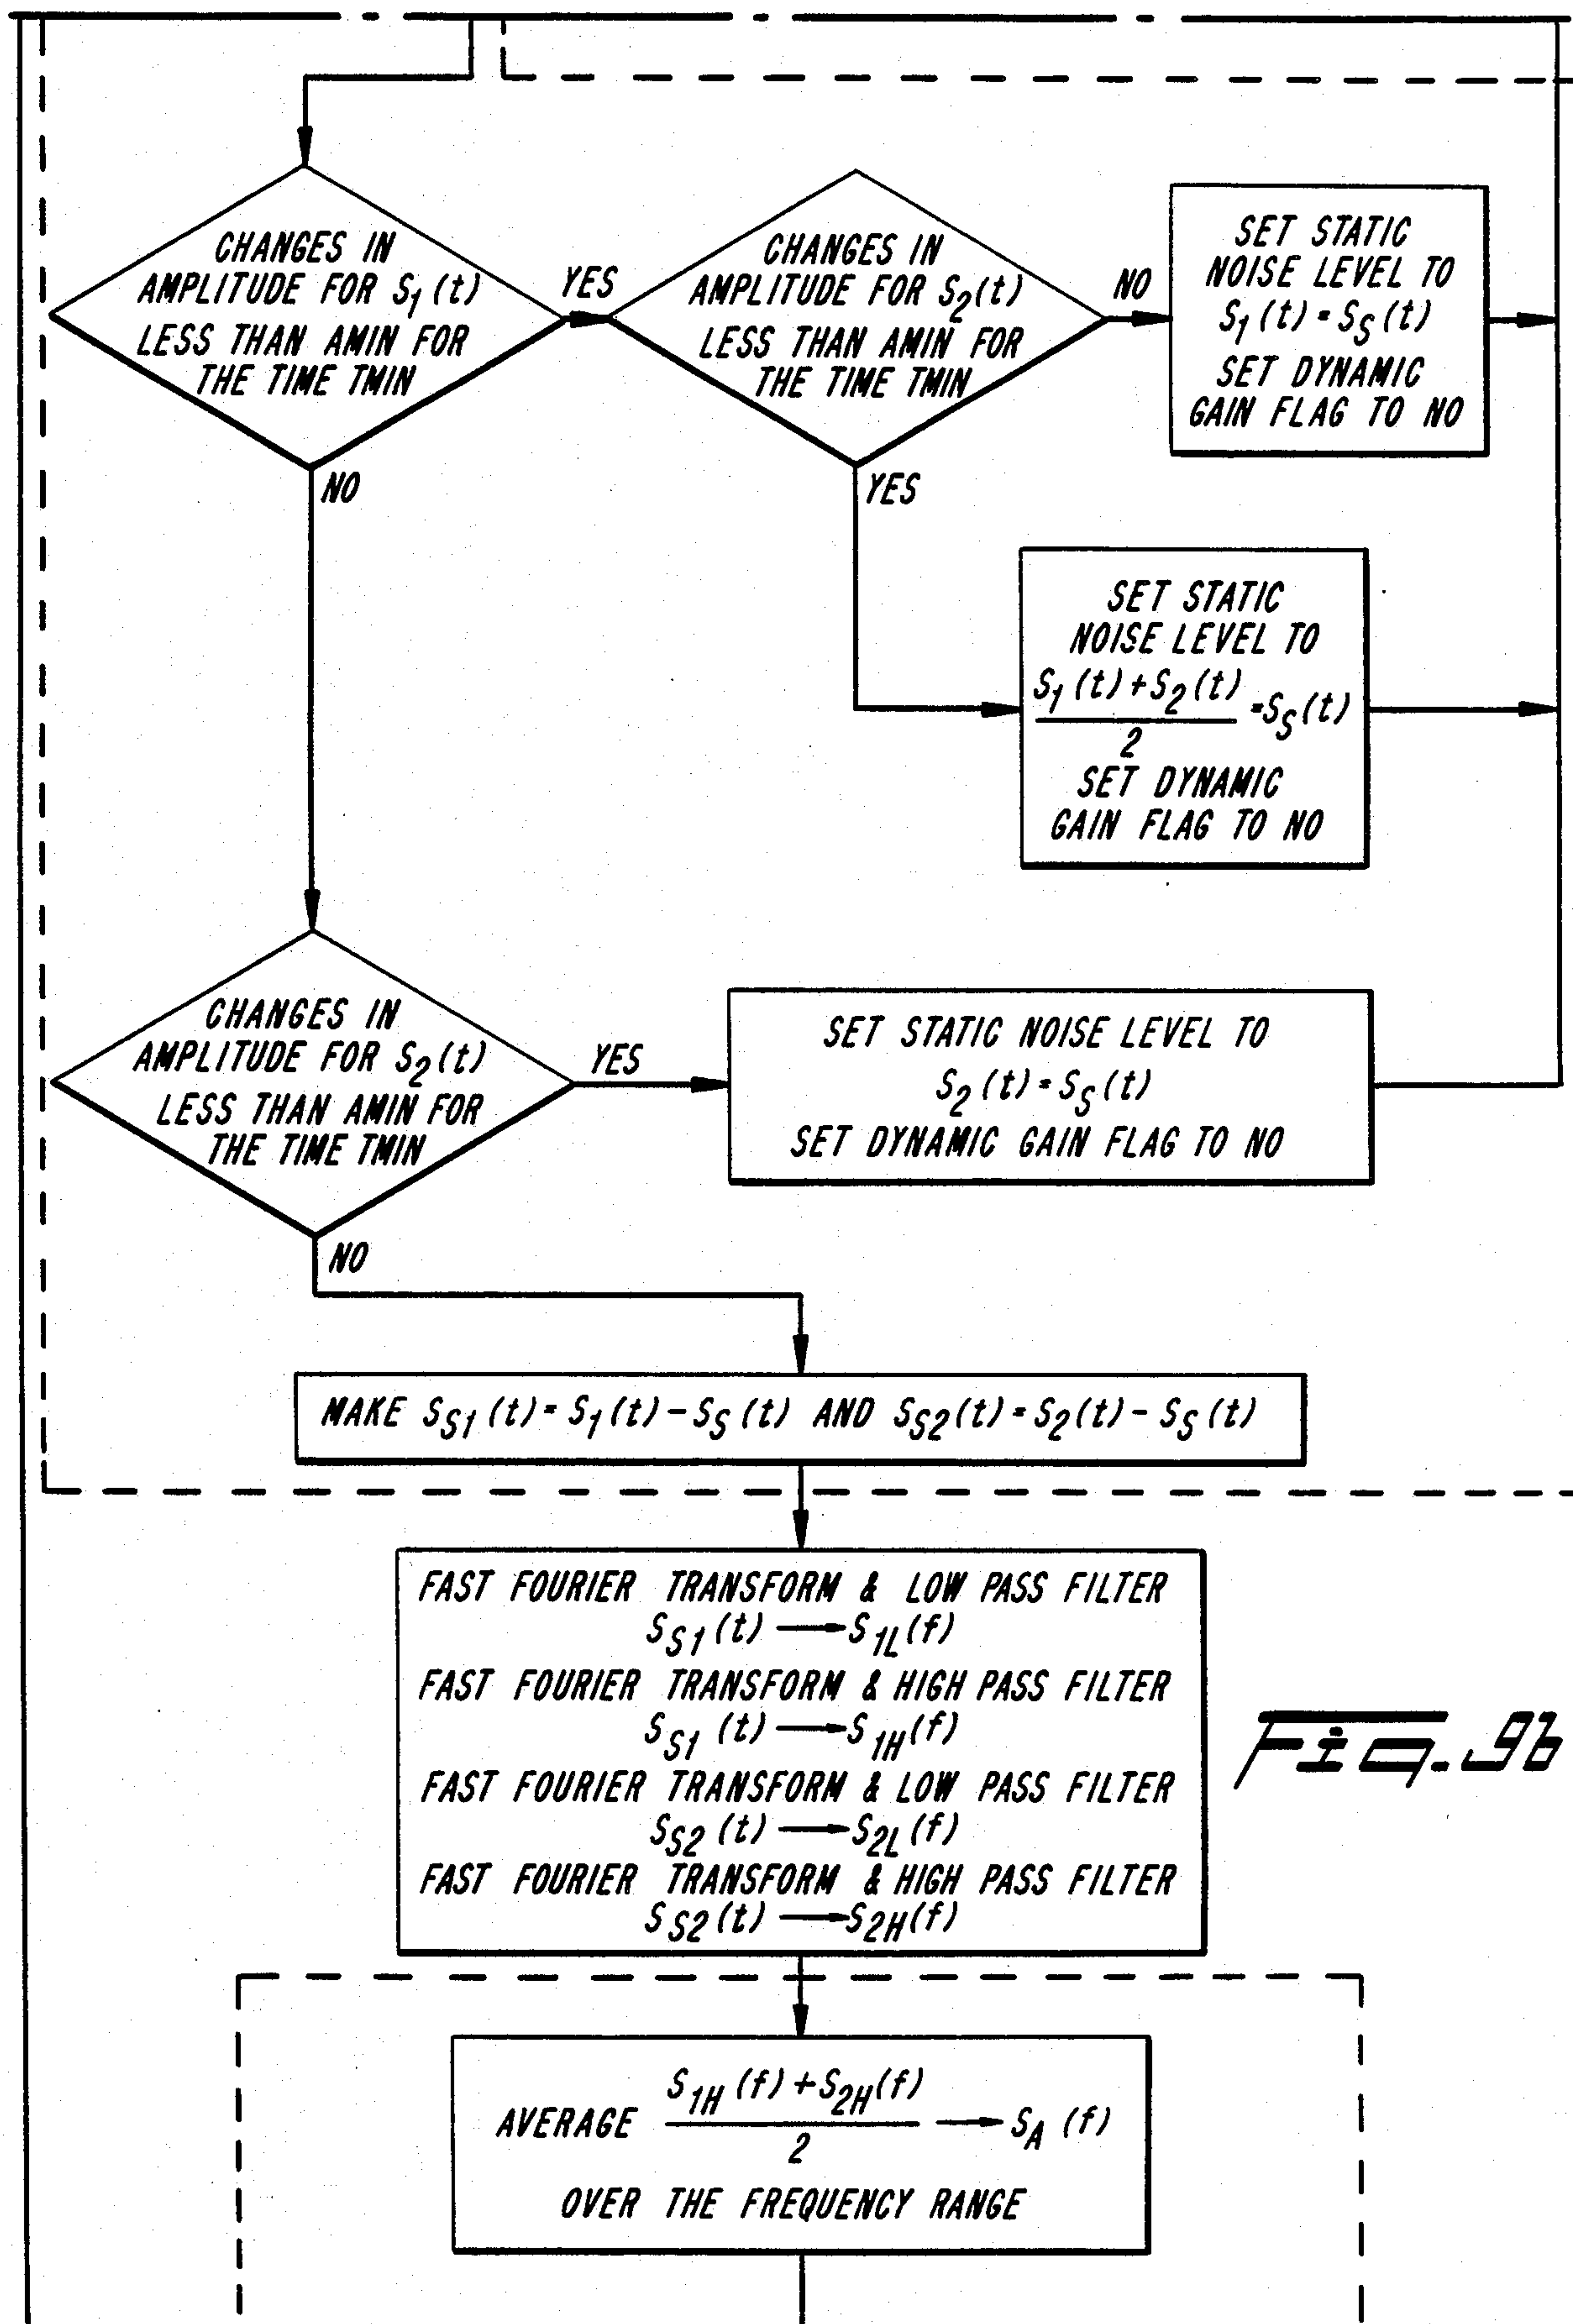 CHANGES IN
AMPLITUDE FOR S1(t)
LESS THAN AMIN FOR
THE TIME TMIN
YES
NO
CHANGES IN
AMPLITUDE FOR S2(t)
LESS THAN AMIN FOR
THE TIME TMIN
NO
YES
SET STATIC
NOISE LEVEL TO
S1(t)=SS(t)
SET DYNAMIC
GAIN FLAG TO NO
SET STATIC
NOISE LEVEL TO
S1(t)+S2(t)
2
=SS(t)
SET DYNAMIC
GAIN FLAG TO NO
CHANGES IN
AMPLITUDE FOR S2(t)
LESS THAN AMIN FOR
THE TIME TMIN
YES
NO
SET STATIC NOISE LEVEL TO
S2(t)=SS(t)
SET DYNAMIC GAIN FLAG TO NO
MAKE SS1(t)=S1(t)-SS(t) AND SS2(t)=S2(t)-SS(t)
FAST FOURIER TRANSFORM & LOW PASS FILTER
SS1(t) → S1L(f)
FAST FOURIER TRANSFORM & HIGH PASS FILTER
SS1(t) → S1H(f)
FAST FOURIER TRANSFORM & LOW PASS FILTER
SS2(t) → S2L(f)
FAST FOURIER TRANSFORM & HIGH PASS FILTER
SS2(t) → S2H(f)
Fig. 9b
S1H(f)+S2H(f)
AVERAGE → SA(f)
2
OVER THE FREQUENCY RANGE